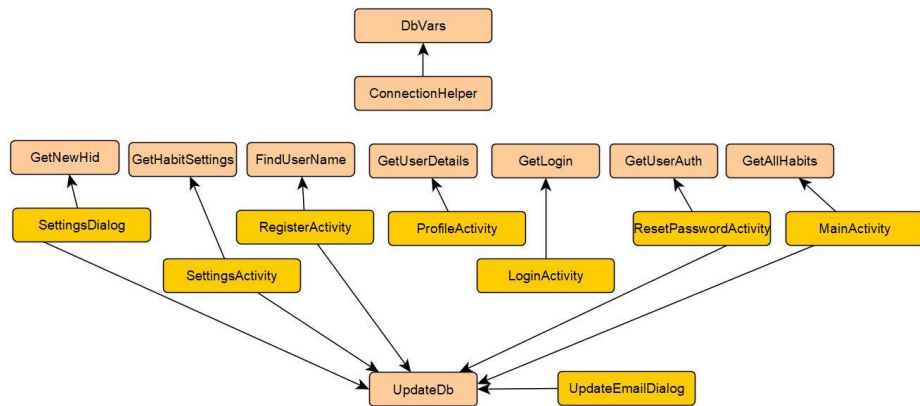 DbVars
ConnectionHelper
GetNewHid
GetHabitSettings
FindUserName
GetUserDetails
GetLogin
GetUserAuth
GetAllHabits
SettingsDialog
RegisterActivity
ProfileActivity
ResetPasswordActivity
MainActivity
SettingsActivity
LoginActivity
UpdateDb
UpdateEmailDialog